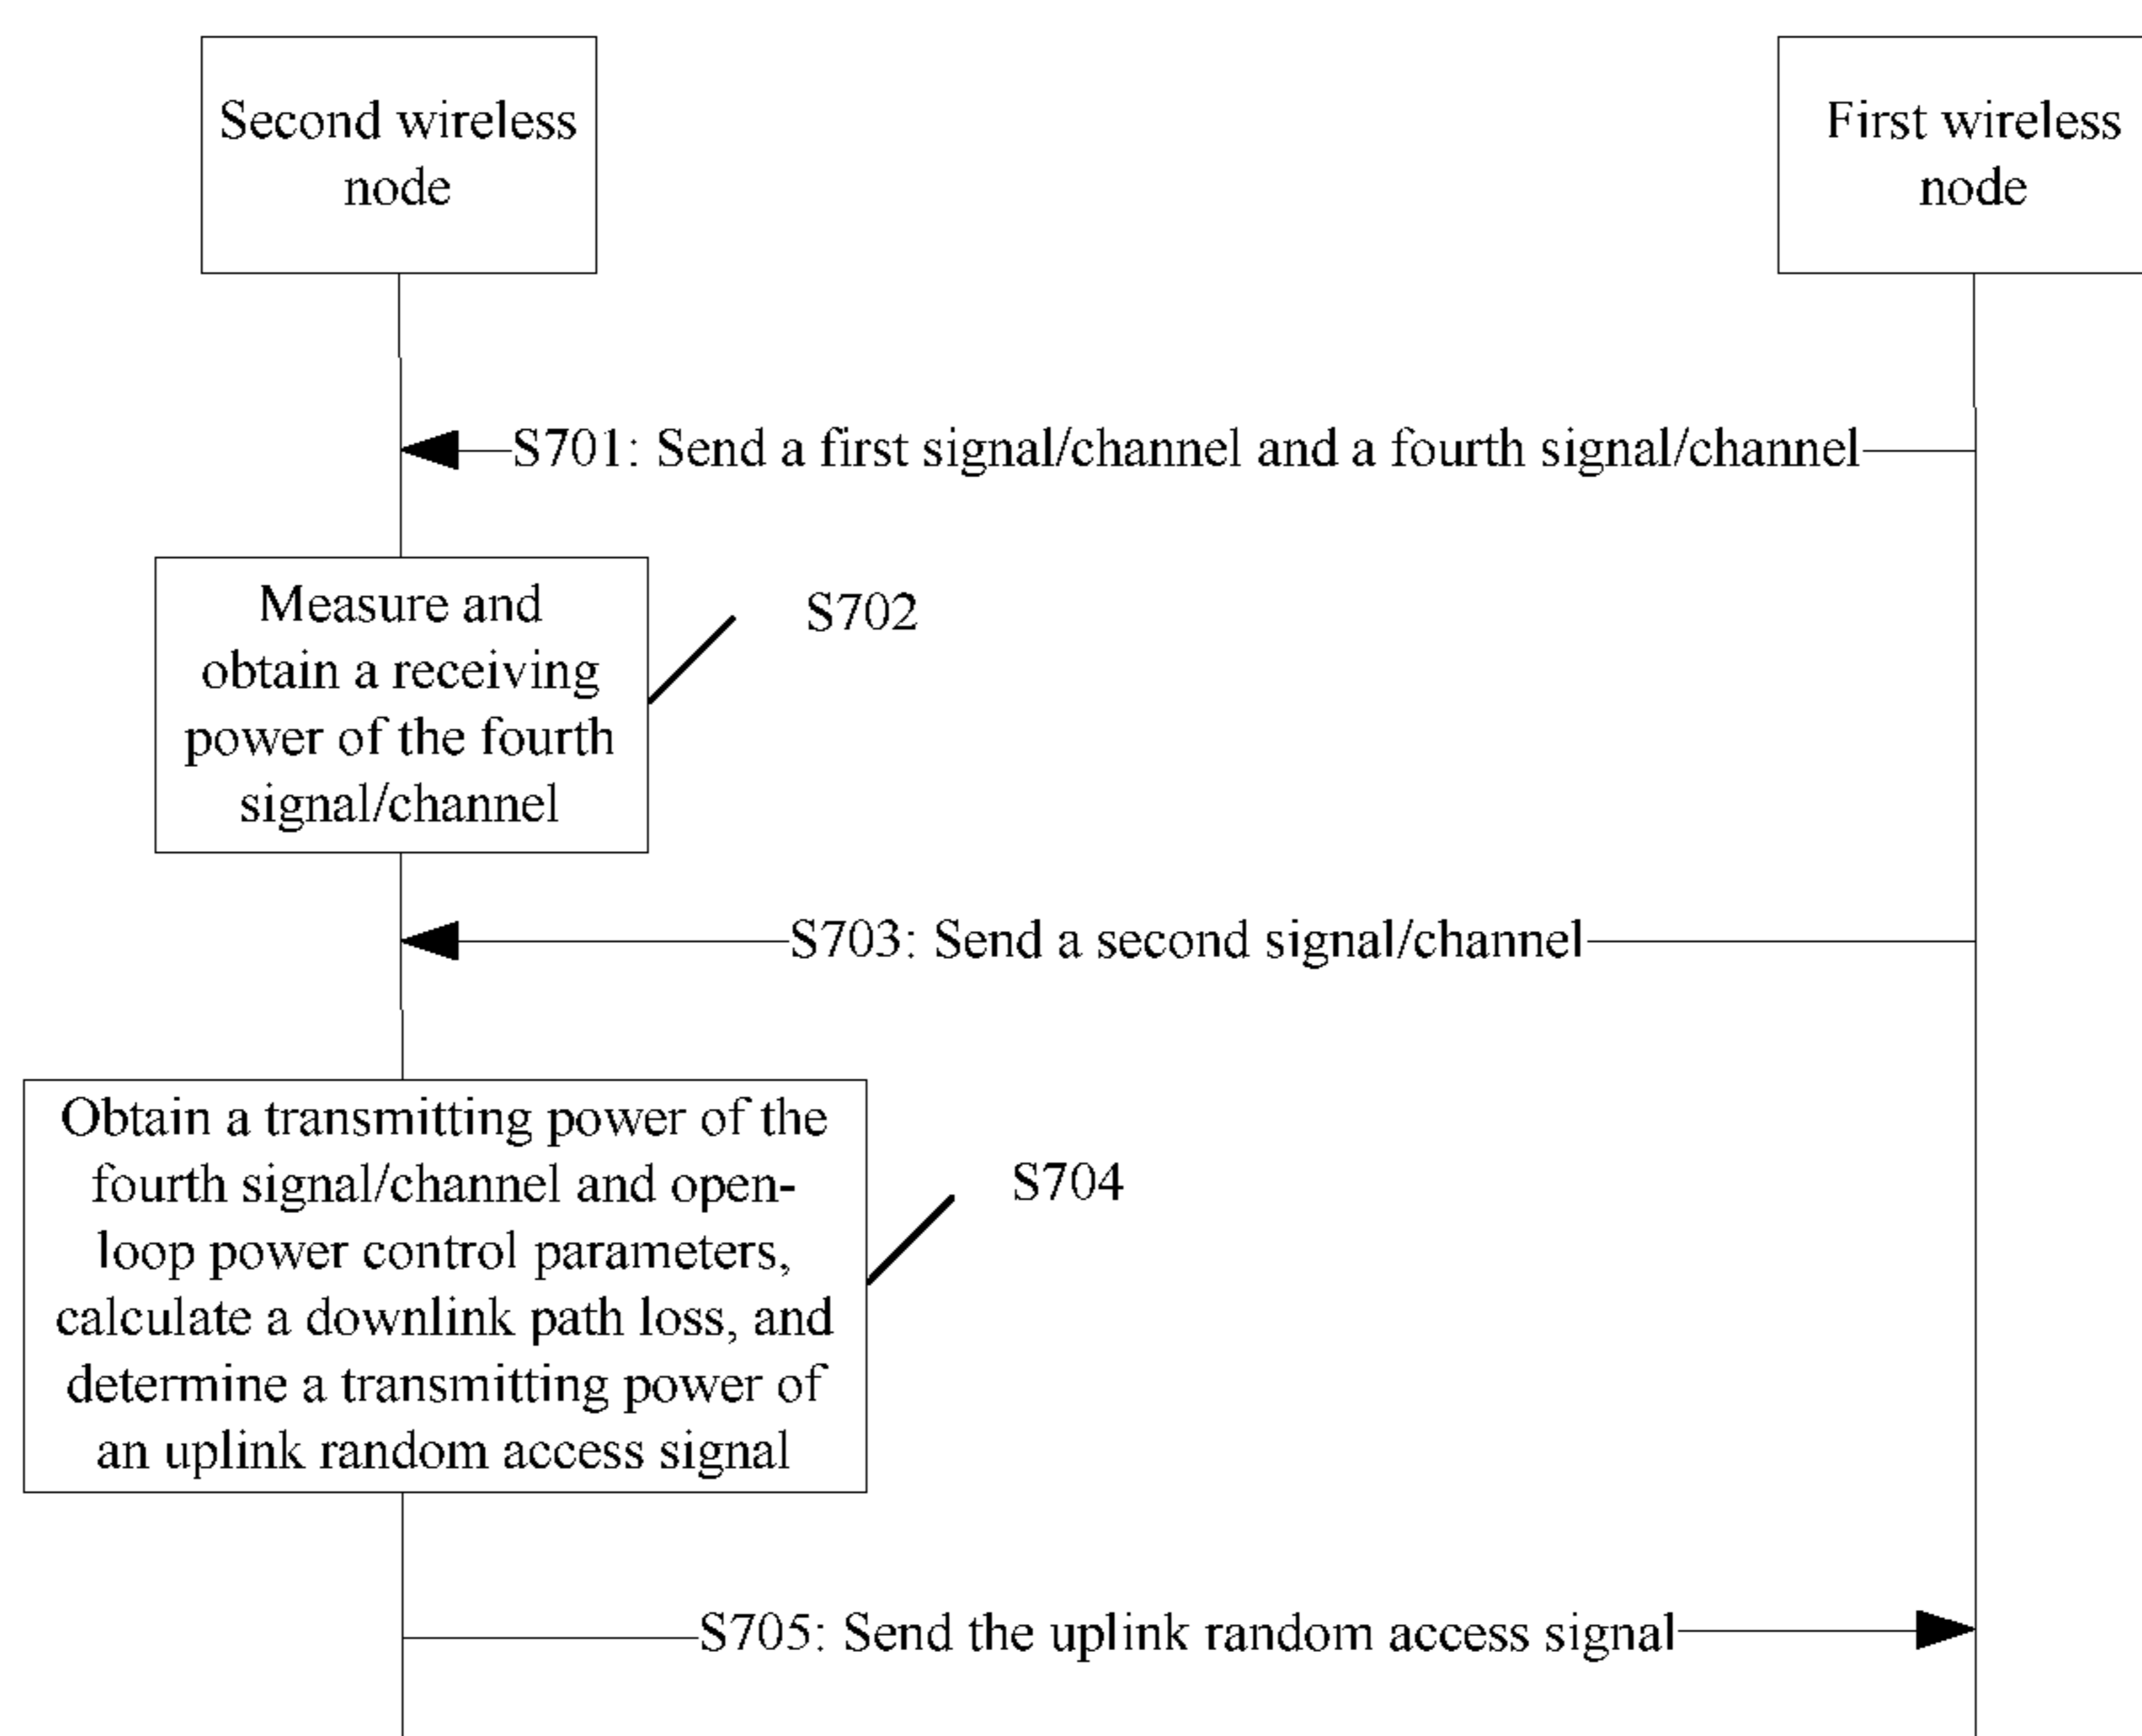 Second wireless
node
First wireless
node
S701: Send a first signal/channel and a fourth signal/channel
Measure and
obtain a receiving
power of the fourth
signal/channel
S702
S703: Send a second signal/channel
Obtain a transmitting power of the
fourth signal/channel and open-
loop power control parameters,
calculate a downlink path loss, and
determine a transmitting power of
an uplink random access signal
S704
S705: Send the uplink random access signal